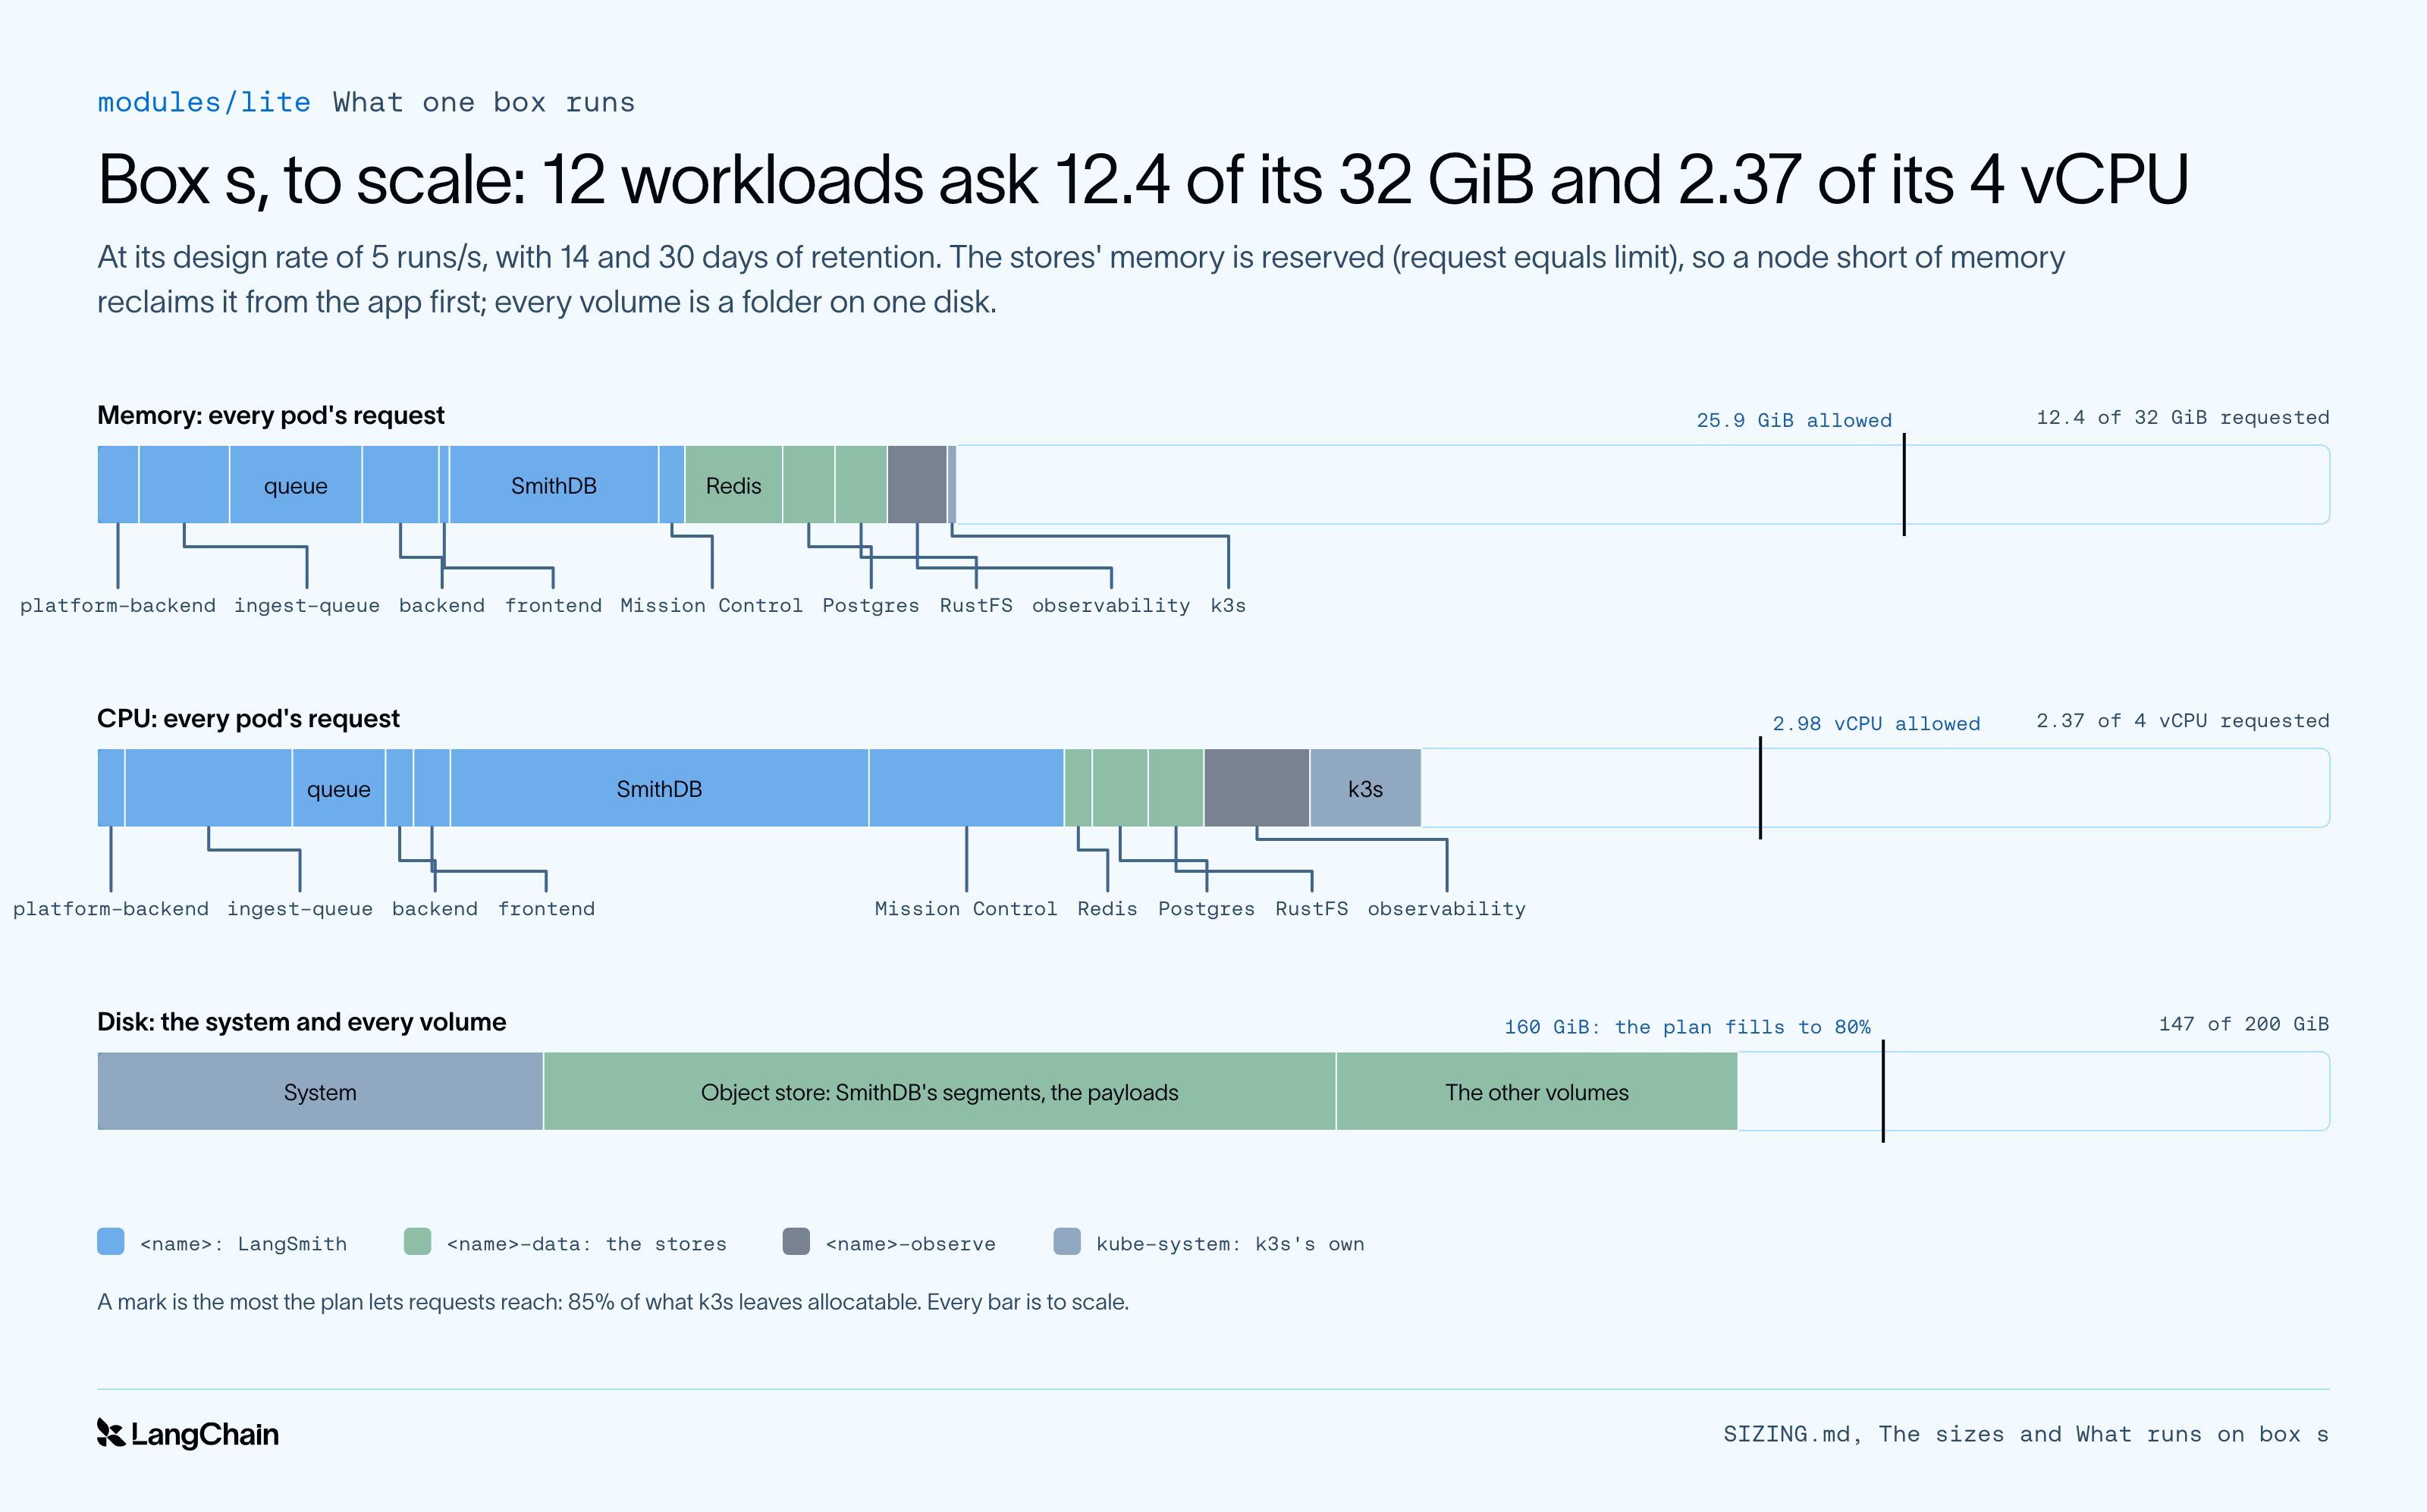 modules/lite What one box runs
Box s, to scale: 12 workloads ask 12.4 of its 32 GiB and 2.37 of its 4 vCPU
At its design rate of 5 runs/s, with 14 and 30 days of retention. The stores' memory is reserved (request equals limit), so a node short of memory
reclaims it from the app first; every volume is a folder on one disk.
Memory: every pod's request
25.9 GiB allowed
12.4 of 32 GiB requested
queue
SmithDB
Redis
platform-backend
ingest-queue
backend
frontend
Mission Control
Postgres
RustFS
observability
k3s
CPU: every pod's request
2.98 vCPU allowed
2.37 of 4 vCPU requested
queue
SmithDB
k3s
platform-backend
ingest-queue
backend
frontend
Mission Control
Redis
Postgres
RustFS
observability
Disk: the system and every volume
160 GiB: the plan fills to 80%
147 of 200 GiB
System
Object store: SmithDB's segments, the payloads
The other volumes
<name>: LangSmith
<name>-data: the stores
<name>-observe
kube-system: k3s's own
A mark is the most the plan lets requests reach: 85% of what k3s leaves allocatable. Every bar is to scale.
LangChain
SIZING.md, The sizes and What runs on box s